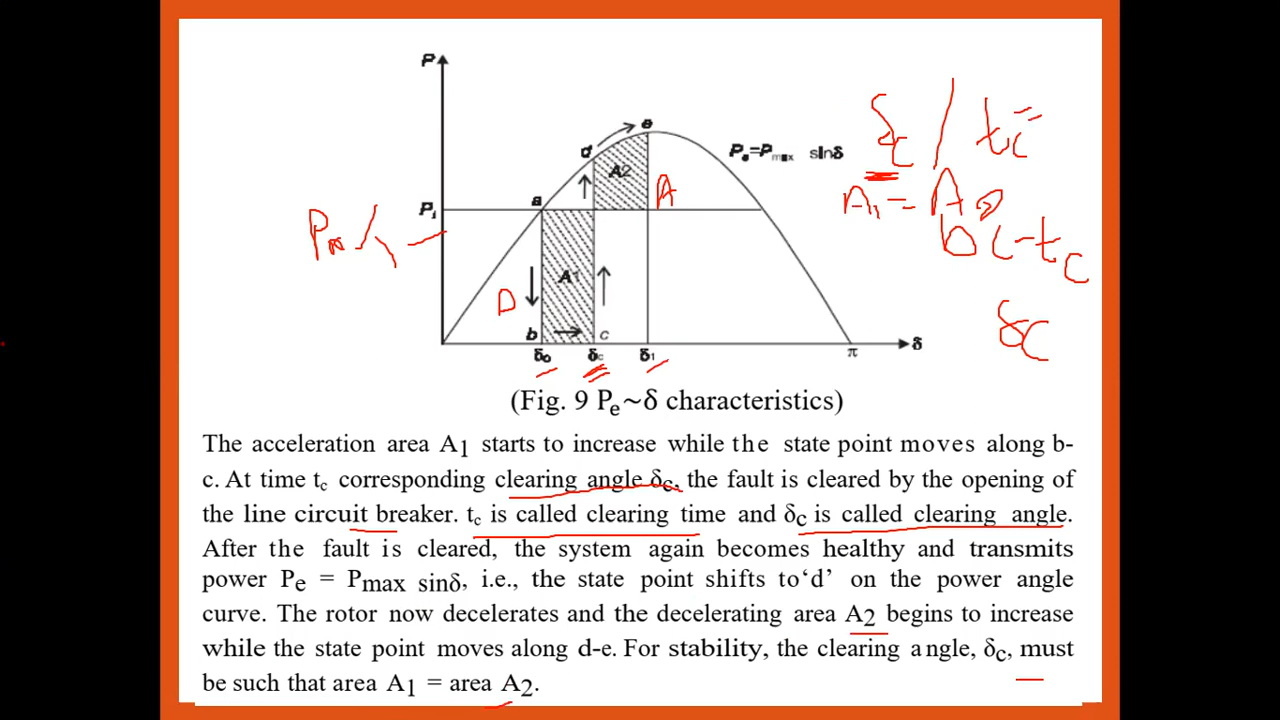 P
e
d
Pₑ=Pmax sinδ
δc / tc
A2
a
A
A1 = A2
Pᵢ
bc-tc
A1
D
δc
b
c
δ0 δc δ1 π δ
(Fig. 9 Pe~δ characteristics)
The acceleration area A1 starts to increase while the state point moves along b-
c. At time tc corresponding clearing angle δc, the fault is cleared by the opening of
the line circuit breaker. tc is called clearing time and δc is called clearing angle.
After the fault is cleared, the system again becomes healthy and transmits
power Pe = Pmax sinδ, i.e., the state point shifts to‘d’ on the power angle
curve. The rotor now decelerates and the decelerating area A2 begins to increase
while the state point moves along d-e. For stability, the clearing angle, δc, must
be such that area A1 = area A2.